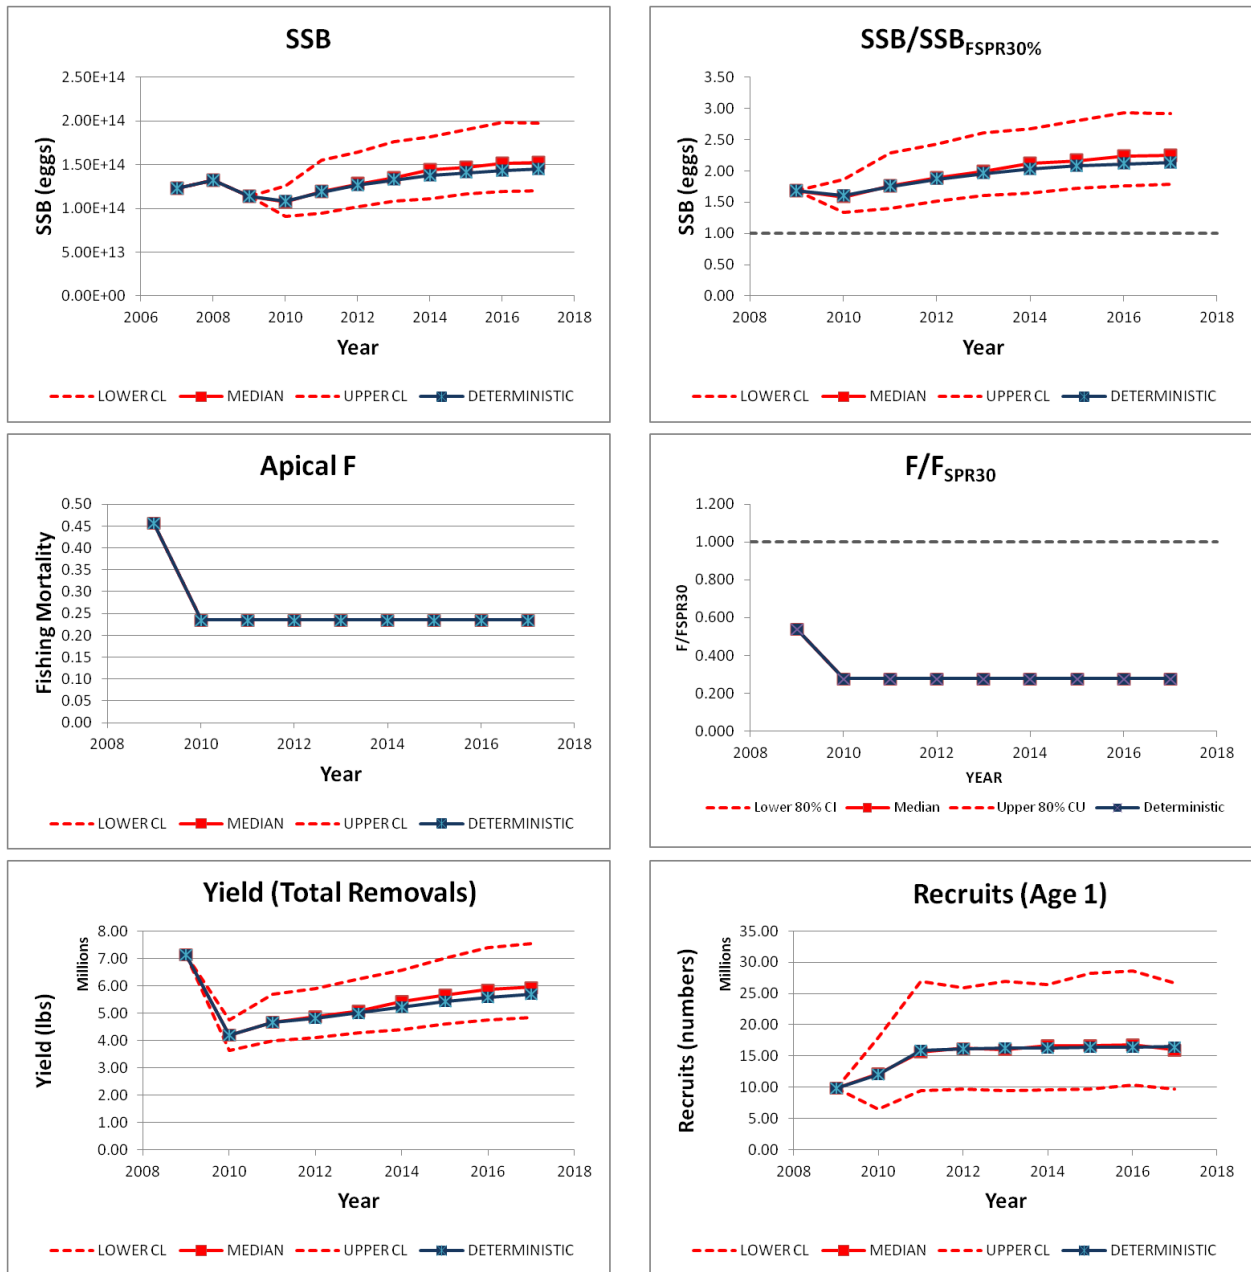 SSB
SSB (eggs)
2.50E+14
2.00E+14
1.50E+14
1.00E+14
5.00E+13
0.00E+00
2006 2008 2010 2012 2014 2016 2018
Year
LOWER CL MEDIAN UPPER CL DETERMINISTIC
SSB/SSBFSPR30%
SSB (eggs)
3.50
3.00
2.50
2.00
1.50
1.00
0.50
0.00
2008 2010 2012 2014 2016 2018
Year
LOWER CL MEDIAN UPPER CL DETERMINISTIC
Apical F
Fishing Mortality
0.50
0.45
0.40
0.35
0.30
0.25
0.20
0.15
0.10
0.05
0.00
2008 2010 2012 2014 2016 2018
Year
LOWER CL MEDIAN UPPER CL DETERMINISTIC
F/FSPR30
F/FSPR30
1.200
1.000
0.800
0.600
0.400
0.200
0.000
2008 2010 2012 2014 2016 2018
YEAR
Lower 80% CI Median Upper 80% CU Deterministic
Yield (Total Removals)
Yield (lbs)
Millions
8.00
7.00
6.00
5.00
4.00
3.00
2.00
1.00
0.00
2008 2010 2012 2014 2016 2018
Year
LOWER CL MEDIAN UPPER CL DETERMINISTIC
Recruits (Age 1)
Recruits (numbers)
Millions
35.00
30.00
25.00
20.00
15.00
10.00
5.00
0.00
2008 2010 2012 2014 2016 2018
Year
LOWER CL MEDIAN UPPER CL DETERMINISTIC